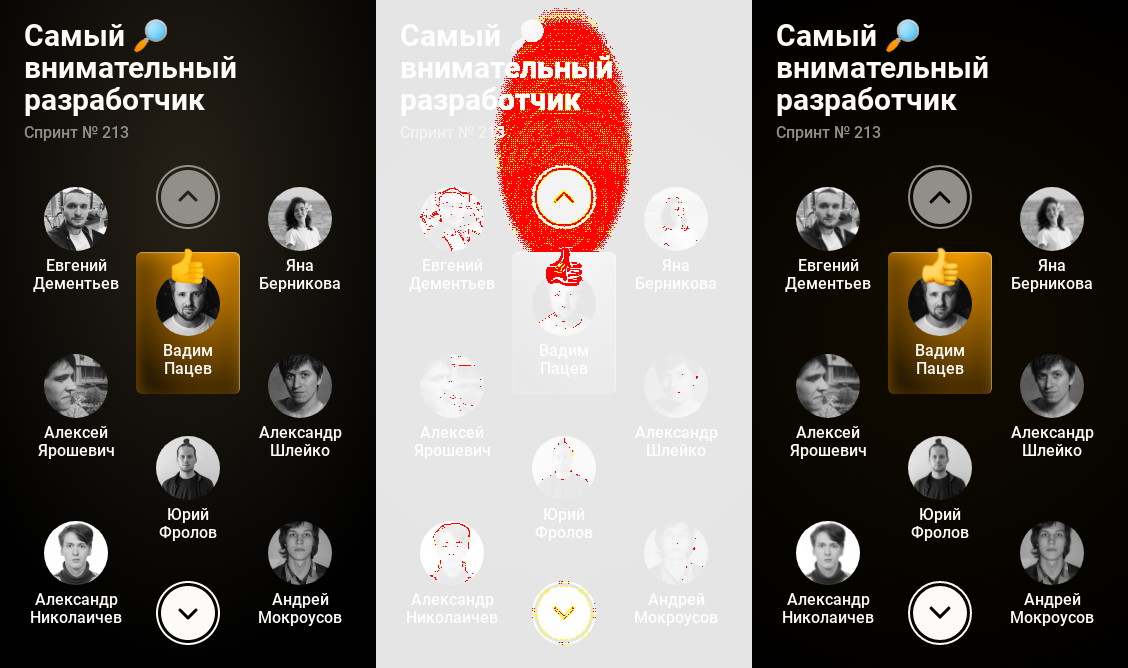 Самый
внимательный
разработчик
Спринт № 213
Евгений
Дементьев
Яна
Берникова
Вадим
Пацев
Алексей
Ярошевич
Александр
Шлейко
Юрий
Фролов
Александр
Николаичев
Андрей
Мокроусов
Самый
внимательный
разработчик
Спринт № 213
Евгений
Дементьев
Яна
Берникова
Вадим
Пацев
Алексей
Ярошевич
Александр
Шлейко
Юрий
Фролов
Александр
Николаичев
Андрей
Мокроусов
Самый
внимательный
разработчик
Спринт № 213
Евгений
Дементьев
Яна
Берникова
Вадим
Пацев
Алексей
Ярошевич
Александр
Шлейко
Юрий
Фролов
Александр
Николаичев
Андрей
Мокроусов